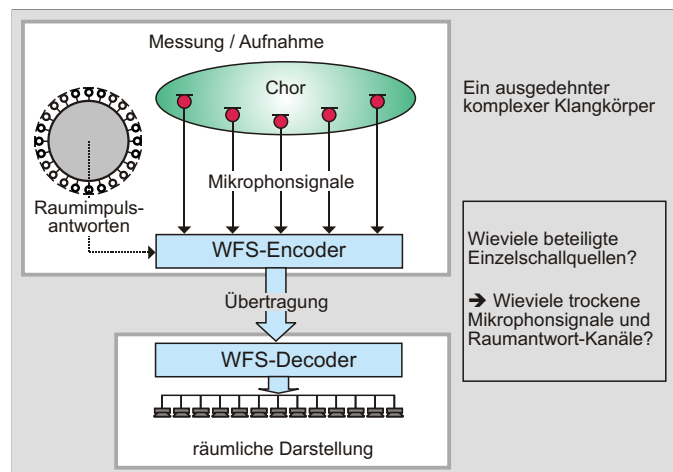 Messung / Aufnahme
Chor
Ein ausgedehnter
komplexer Klangkörper
Mikrophonsignale
Raumimpuls-
antworten
WFS-Encoder
Wieviele beteiligte
Einzelschallquellen?
➔ Wieviele trockene
Mikrophonsignale und
Raumantwort-Kanäle?
Übertragung
WFS-Decoder
räumliche Darstellung